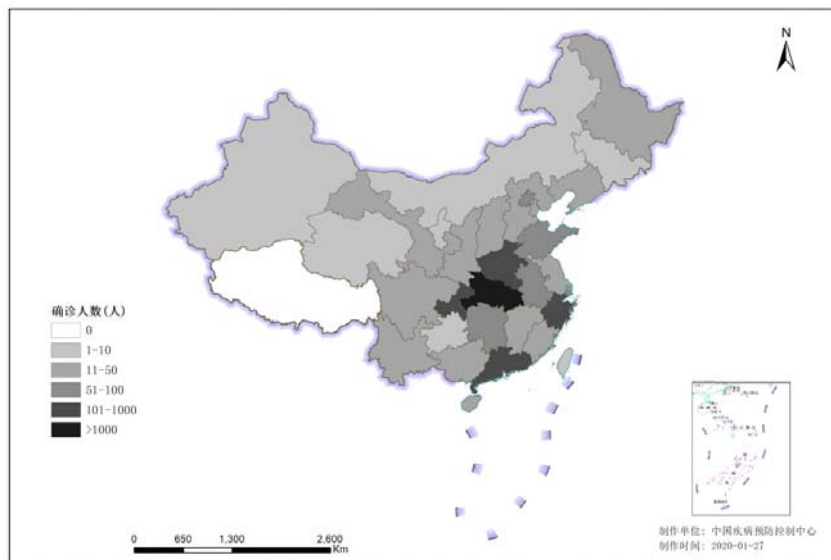 N
确诊人数(人)
0
1-10
11-50
51-100
101-1000
>1000
0 650 1,300 2,600
Km
制作单位: 中国疾病预防控制中心
制作时间: 2020-01-27